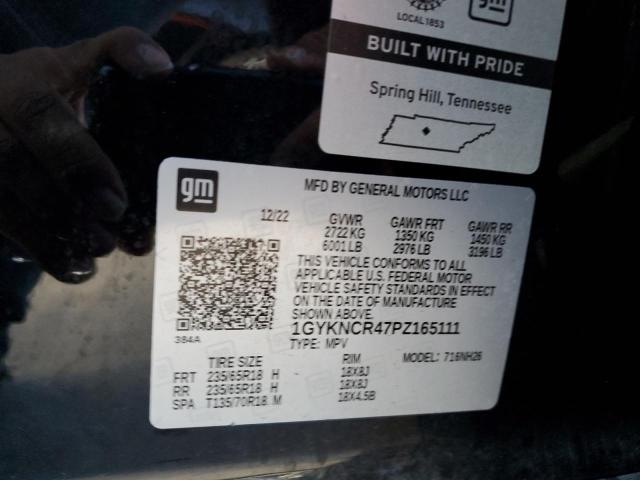 LOCAL 1853
gm
BUILT WITH PRIDE
Spring Hill, Tennessee
gm
MFD BY GENERAL MOTORS LLC
12/22 GVWR GAWR FRT GAWR RR
2722 KG 1350 KG 1450 KG
6001 LB 2976 LB 3196 LB
THIS VEHICLE CONFORMS TO ALL
APPLICABLE U.S. FEDERAL MOTOR
VEHICLE SAFETY STANDARDS IN EFFECT
ON THE DATE OF MANUFACTURE
SHOWN ABOVE.
384A
1GYKNCR47PZ165111
TYPE: MPV MODEL: 716NH26
TIRE SIZE RIM
FRT 235/65R18 H 18X8J
RR 235/65R18 H 18X8J
SPA T135/70R18 M 18X4.5B